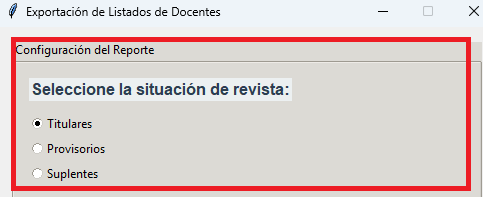 Exportación de Listados de Docentes
Configuración del Reporte
Seleccione la situación de revista:
Titulares
Provisorios
Suplentes